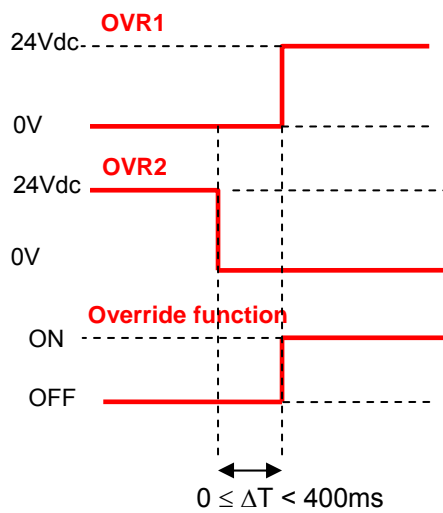 OVR1
24Vdc
0V
OVR2
24Vdc
0V
Override function
ON
OFF
0 ≤ ΔT < 400ms